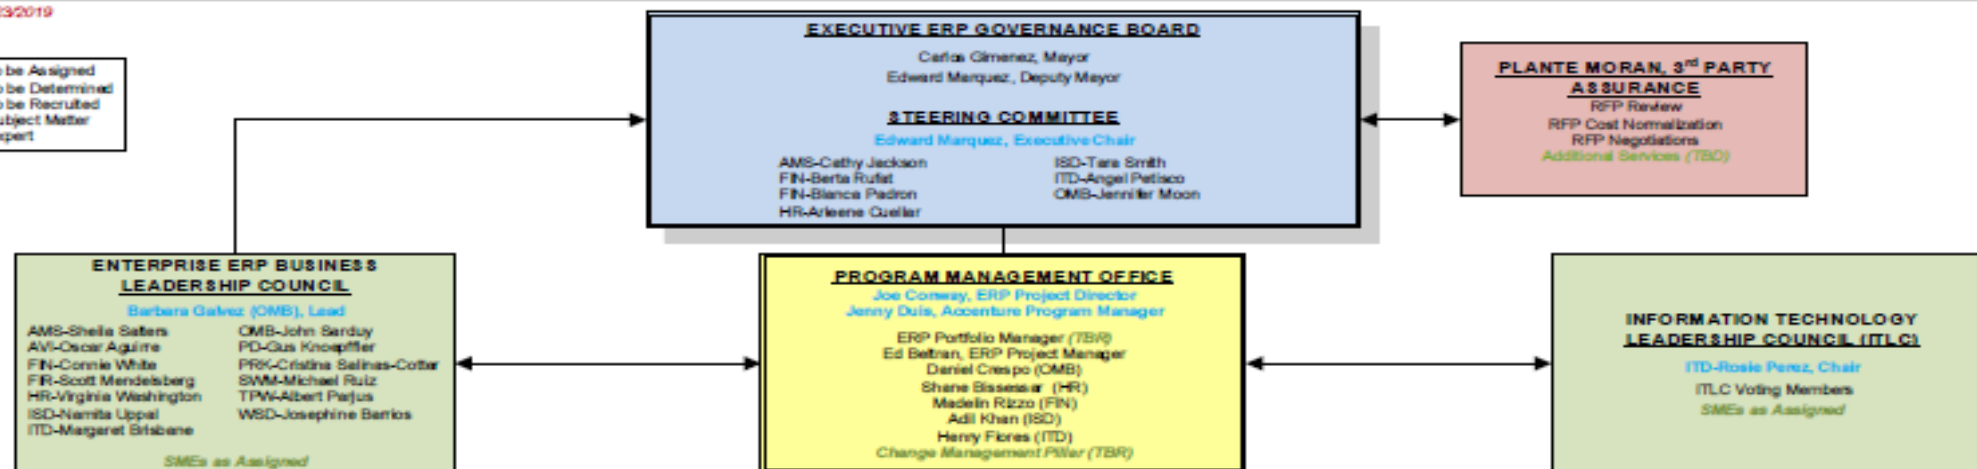 3/2019
be Assigned
be Determined
be Recruited
ubject Matter
xpert
EXECUTIVE ERP GOVERNANCE BOARD
Carlos Gimenez, Mayor
Edward Marquez, Deputy Mayor
STEERING COMMITTEE
Edward Marquez, Executive Chair
AMS-Cathy Jackson
FIN-Berta Rufat
FIN-Blanca Padron
HR-Arleene Cuellar
ISD-Tara Smith
ITD-Angel Petisco
OMB-Jennifer Moon
PLANTE MORAN, 3rd PARTY
ASSURANCE
RFP Review
RFP Cost Normalization
RFP Negotiations
Additional Services (TBD)
ENTERPRISE ERP BUSINESS
LEADERSHIP COUNCIL
Barbara Galvez (OMB), Lead
AMS-Sheila Salters
AVI-Oscar Aguirre
FIN-Connie White
FIR-Scott Mendelsberg
HR-Virginia Washington
ISD-Namita Uppal
ITD-Margaret Brisbane
OMB-John Sarduy
PD-Gus Knoepffler
PRK-Cristina Salinas-Cotter
SWM-Michael Ruiz
TPW-Albert Parjus
WSD-Josephine Barrios
SMEs as Assigned
PROGRAM MANAGEMENT OFFICE
Joe Conway, ERP Project Director
Jenny Duis, Accenture Program Manager
ERP Portfolio Manager (TBR)
Ed Beltran, ERP Project Manager
Daniel Crespo (OMB)
Shane Bissessar (HR)
Madelin Rizzo (FIN)
Adil Khan (ISD)
Henry Flores (ITD)
Change Management Pillar (TBR)
INFORMATION TECHNOLOGY
LEADERSHIP COUNCIL (ITLC)
ITD-Rosie Perez, Chair
ITLC Voting Members
SMEs as Assigned